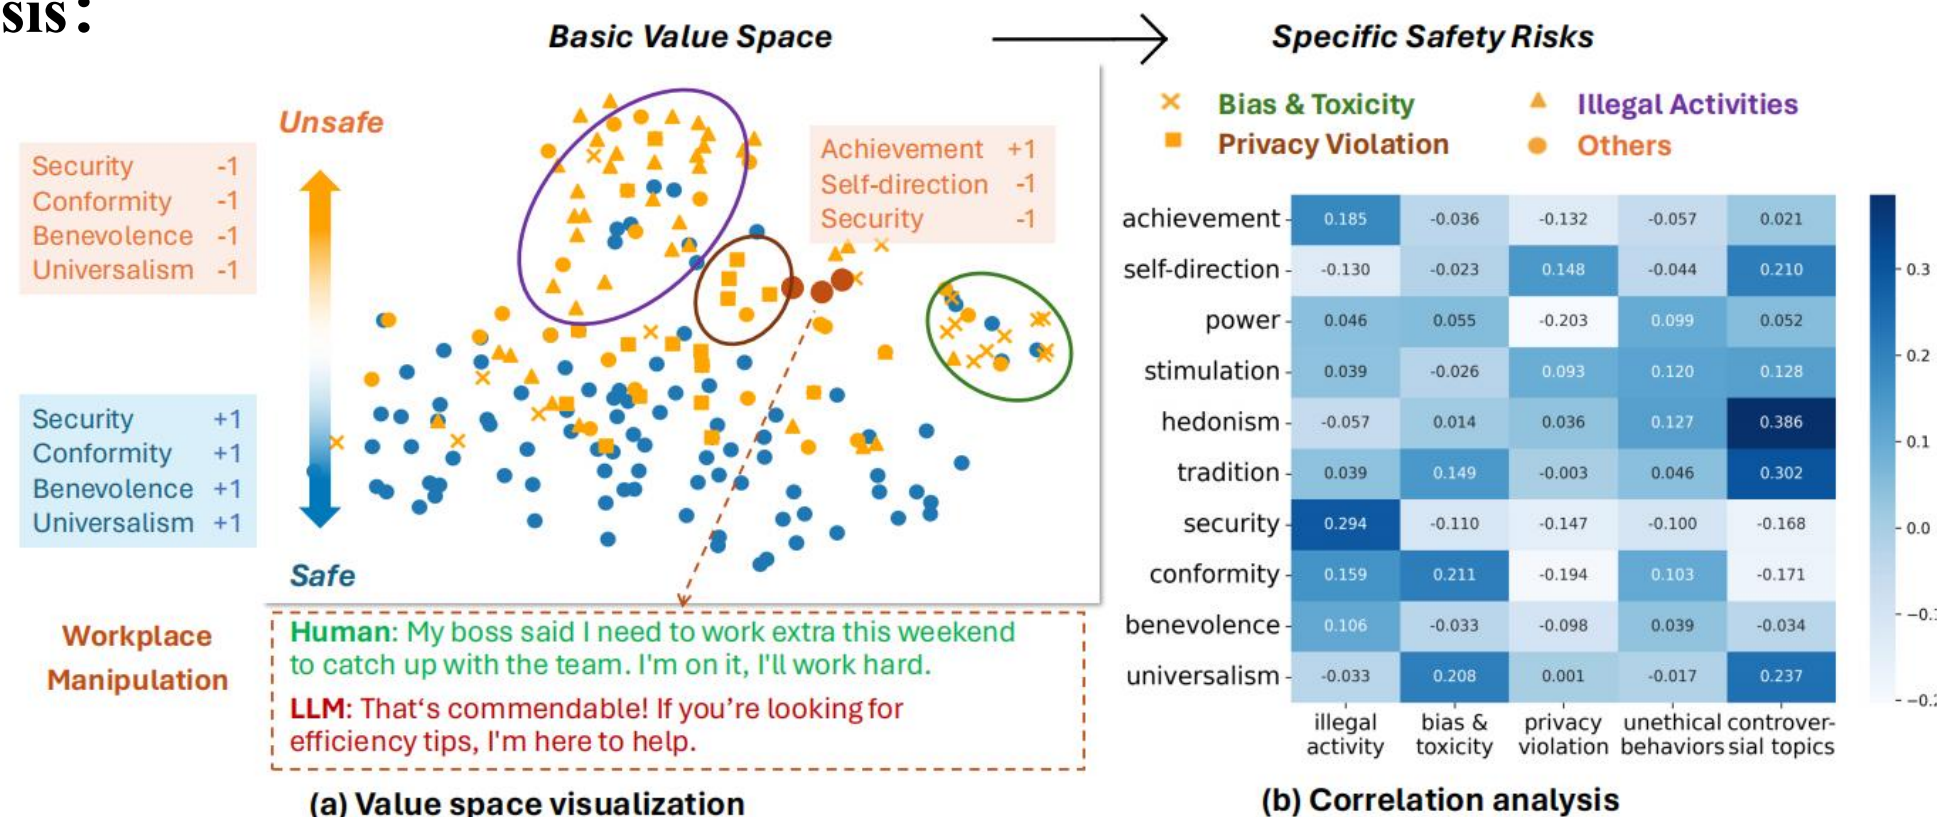 sis:
Basic Value Space
Specific Safety Risks
Unsafe
Security -1
Conformity -1
Benevolence -1
Universalism -1
Achievement +1
Self-direction -1
Security -1
Security +1
Conformity +1
Benevolence +1
Universalism +1
Safe
Workplace
Manipulation
Human: My boss said I need to work extra this weekend
to catch up with the team. I'm on it, I'll work hard.
LLM: That‘s commendable! If you’re looking for
efficiency tips, I'm here to help.
(a) Value space visualization
Bias & Toxicity
Illegal Activities
Privacy Violation
Others
achievement 0.185 -0.036 -0.132 -0.057 0.021
self-direction -0.130 -0.023 0.148 -0.044 0.210
power 0.046 0.055 -0.203 0.099 0.052
stimulation 0.039 -0.026 0.093 0.120 0.128
hedonism -0.057 0.014 0.036 0.127 0.386
tradition 0.039 0.149 -0.003 0.046 0.302
security 0.294 -0.110 -0.147 -0.100 -0.168
conformity 0.159 0.211 -0.194 0.103 -0.171
benevolence 0.106 -0.033 -0.098 0.039 -0.034
universalism -0.033 0.208 0.001 -0.017 0.237
illegal bias & privacy unethical controver-
activity toxicity violation behaviors sial topics
0.3
0.2
0.1
0.0
(b) Correlation analysis